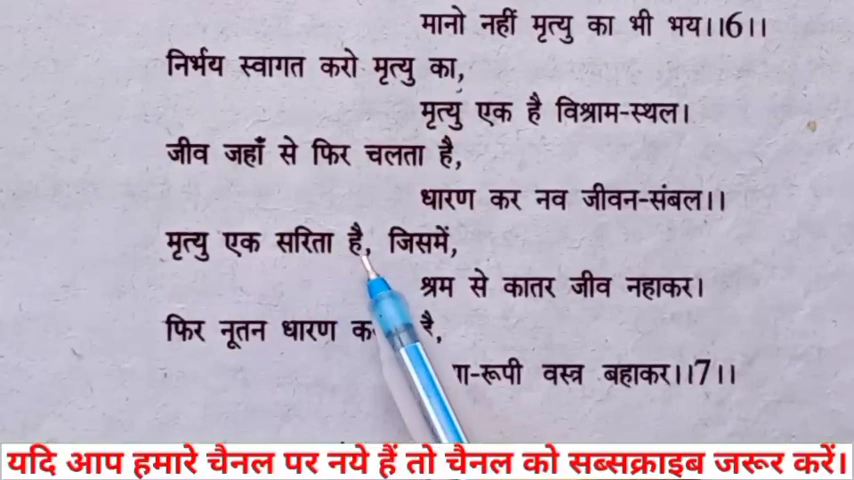 मानो नहीं मृत्यु का भी भय।।6।।
निर्भय स्वागत करो मृत्यु का,
मृत्यु एक है विश्राम-स्थल।
जीव जहाँ से फिर चलता है,
धारण कर नव जीवन-संबल।।
मृत्यु एक सरिता है, जिसमें,
श्रम से कातर जीव नहाकर।
फिर नूतन धारण
-रूपी वस्त्र बहाकर।।7।।
यदि आप हमारे चैनल पर नये हैं तो चैनल को सब्सक्राइब जरूर करें।